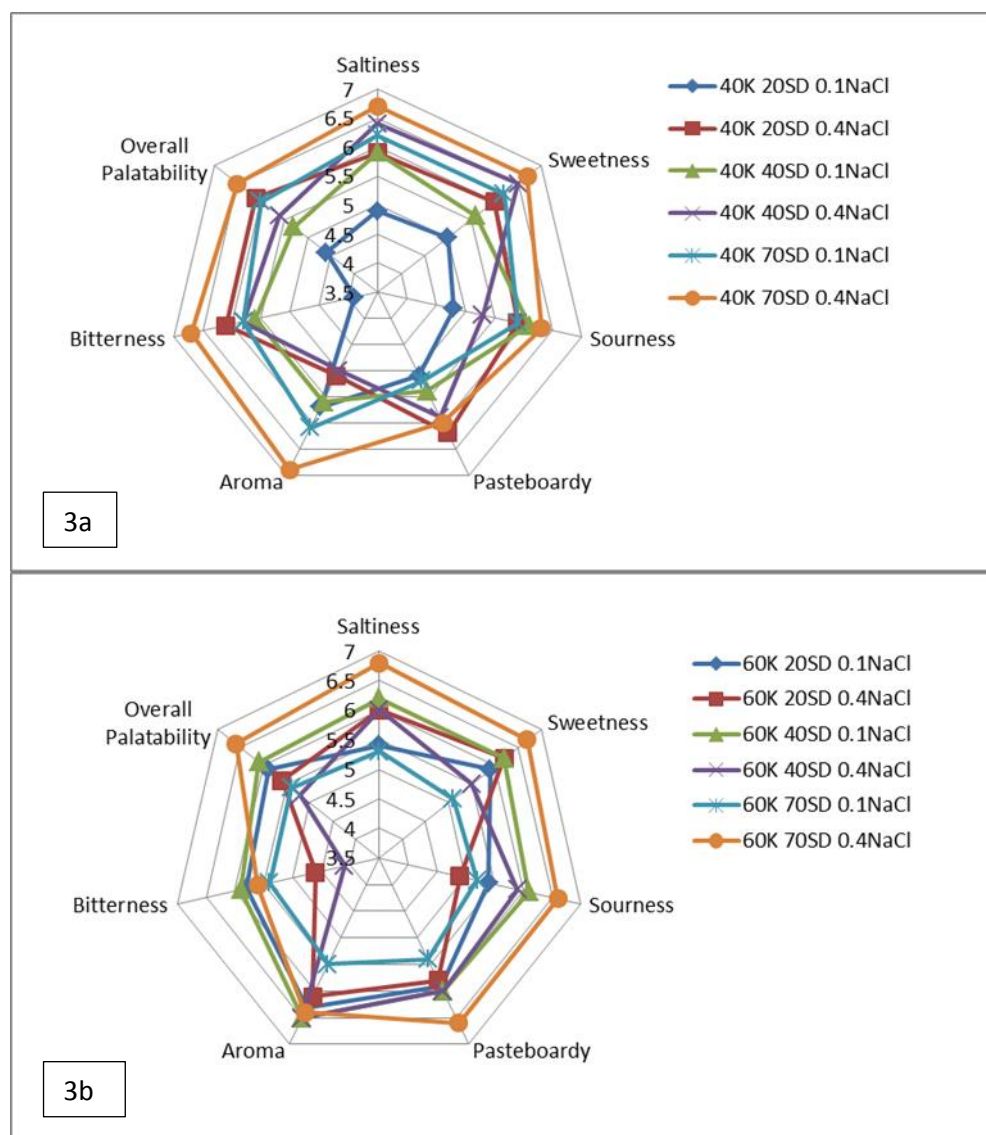 Saltiness
7
6.5
6
5.5
5
4.5
4
3.5
Sweetness
Sourness
Pasteboardy
Aroma
Bitterness
Overall
Palatability
40K 20SD 0.1NaCl
40K 20SD 0.4NaCl
40K 40SD 0.1NaCl
40K 40SD 0.4NaCl
40K 70SD 0.1NaCl
40K 70SD 0.4NaCl
3a
Saltiness
7
6.5
6
5.5
5
4.5
4
3.5
Sweetness
Sourness
Pasteboardy
Aroma
Bitterness
Overall
Palatability
60K 20SD 0.1NaCl
60K 20SD 0.4NaCl
60K 40SD 0.1NaCl
60K 40SD 0.4NaCl
60K 70SD 0.1NaCl
60K 70SD 0.4NaCl
3b